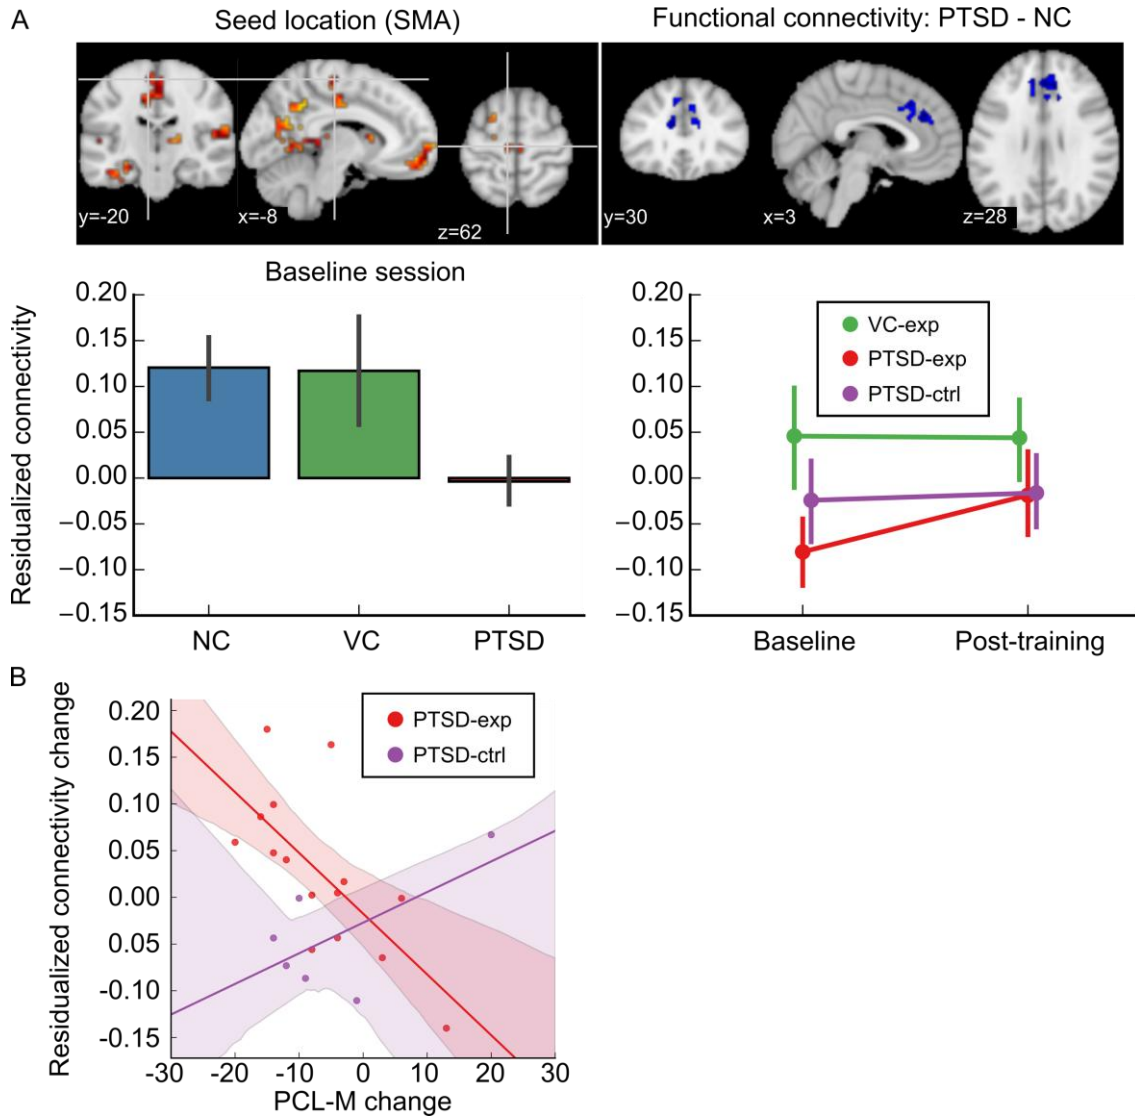 A
Seed location (SMA)
Functional connectivity: PTSD - NC
y=-20
x=-8
z=62
y=30
x=3
z=28
Baseline session
Residualized connectivity
0.20
0.15
0.10
0.05
0.00
−0.05
−0.10
−0.15
NC
VC
PTSD
0.20
0.15
0.10
0.05
0.00
−0.05
−0.10
−0.15
VC-exp
PTSD-exp
PTSD-ctrl
Baseline
Post-training
B
Residualized connectivity change
0.20
0.15
0.10
0.05
0.00
0.05
-0.10
-0.15
PTSD-exp
PTSD-ctrl
-30
-20
-10
0
10
20
30
PCL-M change